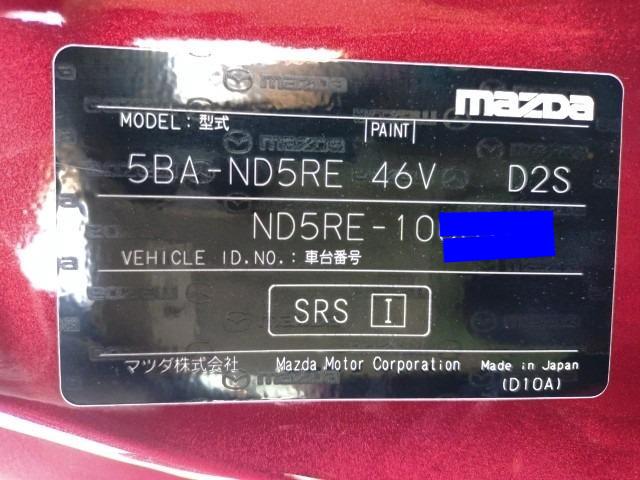 mazda
MODEL：型式 PAINT
5BA-ND5RE 46V D2S
ND5RE-10
VEHICLE ID.NO.：車台番号
SRS I
マツダ株式会社 Mazda Motor Corporation Made in Japan
(D10A)